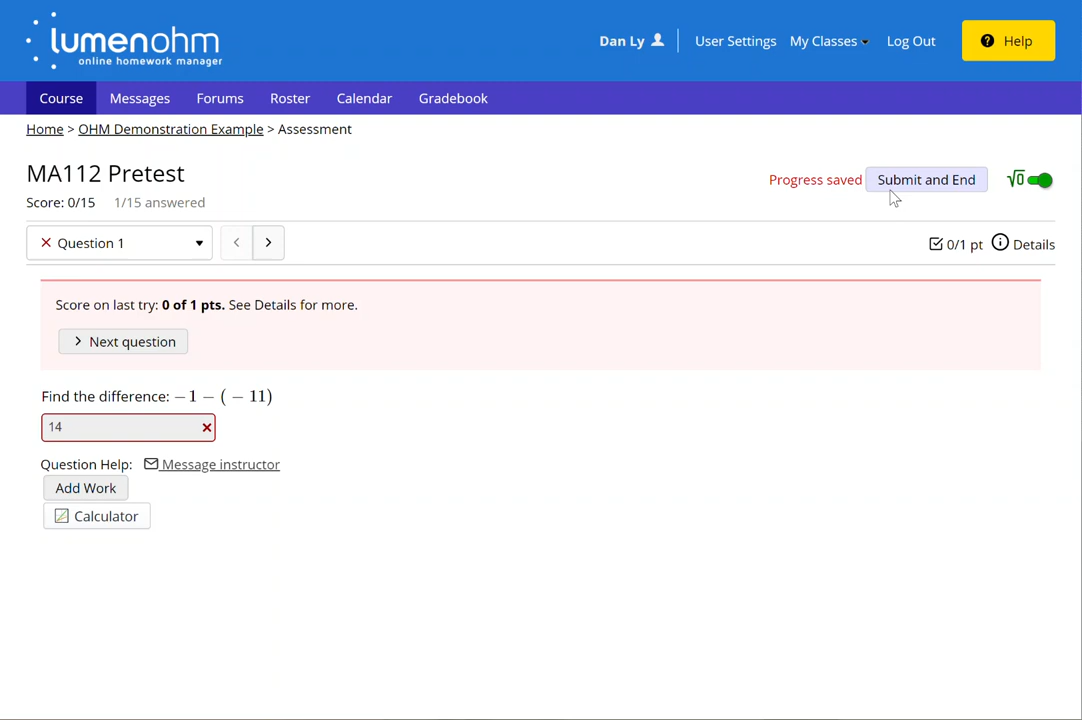 lumenohm
online homework manager
Dan Ly
User Settings
My Classes
Log Out
? Help
Course
Messages
Forums
Roster
Calendar
Gradebook
Home > OHM Demonstration Example > Assessment
MA112 Pretest
Progress saved
Submit and End
√0
Score: 0/15 1/15 answered
× Question 1
<
>
0/1 pt
Details
Score on last try: 0 of 1 pts. See Details for more.
> Next question
Find the difference: −1 − ( − 11)
14 ×
Question Help: Message instructor
Add Work
Calculator